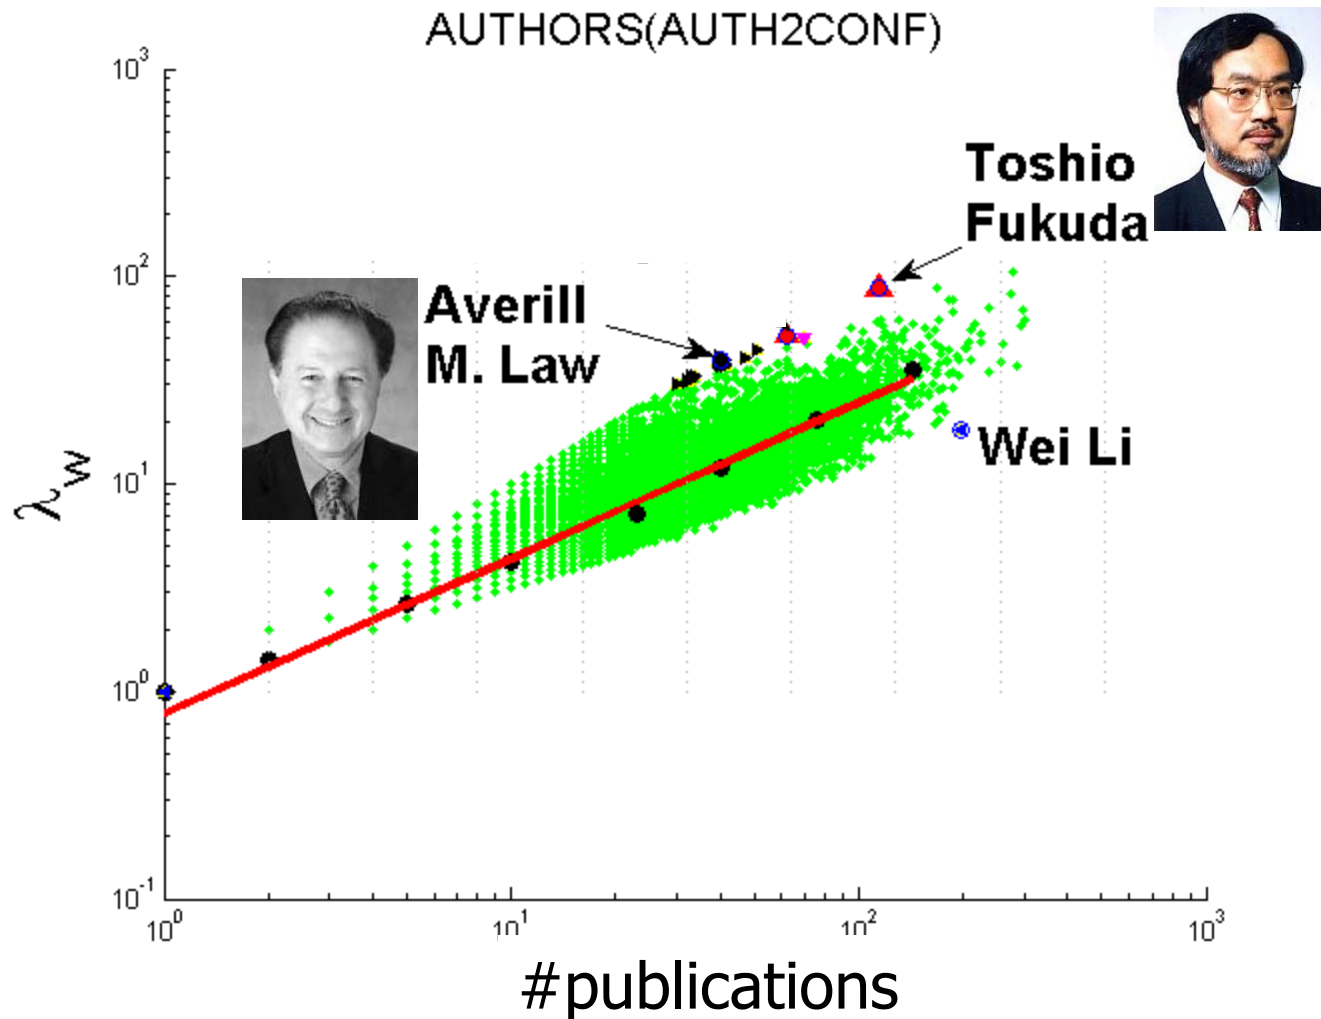 AUTHORS(AUTH2CONF)
10³
Toshio
Fukuda
10²
Averill
M. Law
Wei Li
10¹
λw
10⁰
10⁻¹
10⁰
10¹
10²
10³
#publications